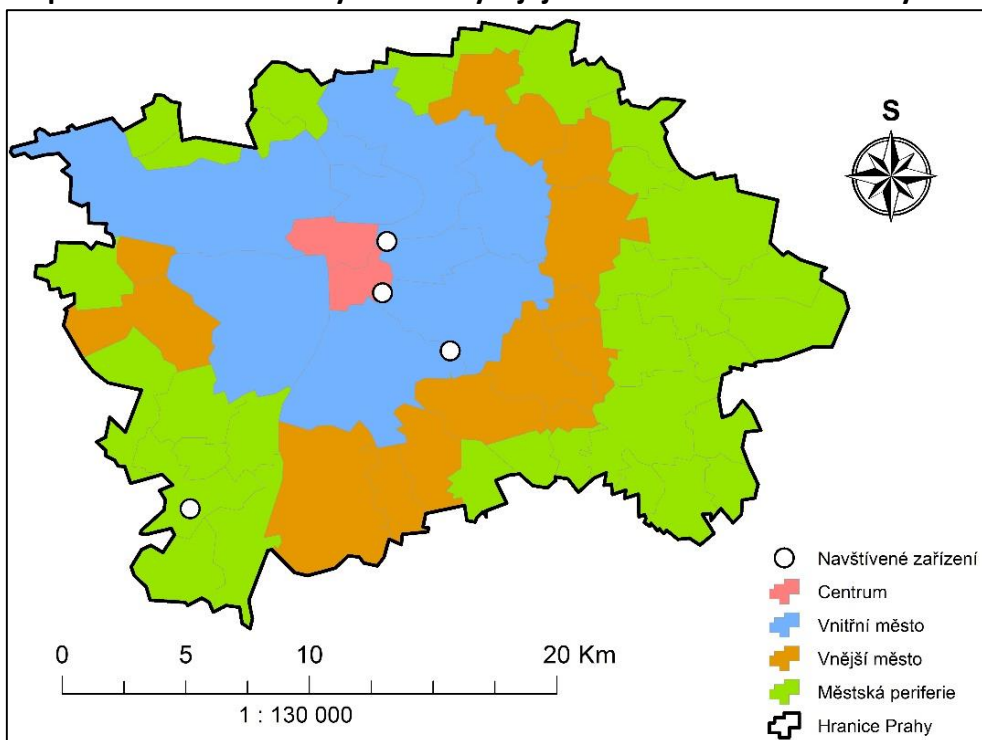 S
Navštívené zařízení
Centrum
Vnitřní město
Vnější město
Městská periferie
Hranice Prahy
0 5 10 20 Km
1 : 130 000